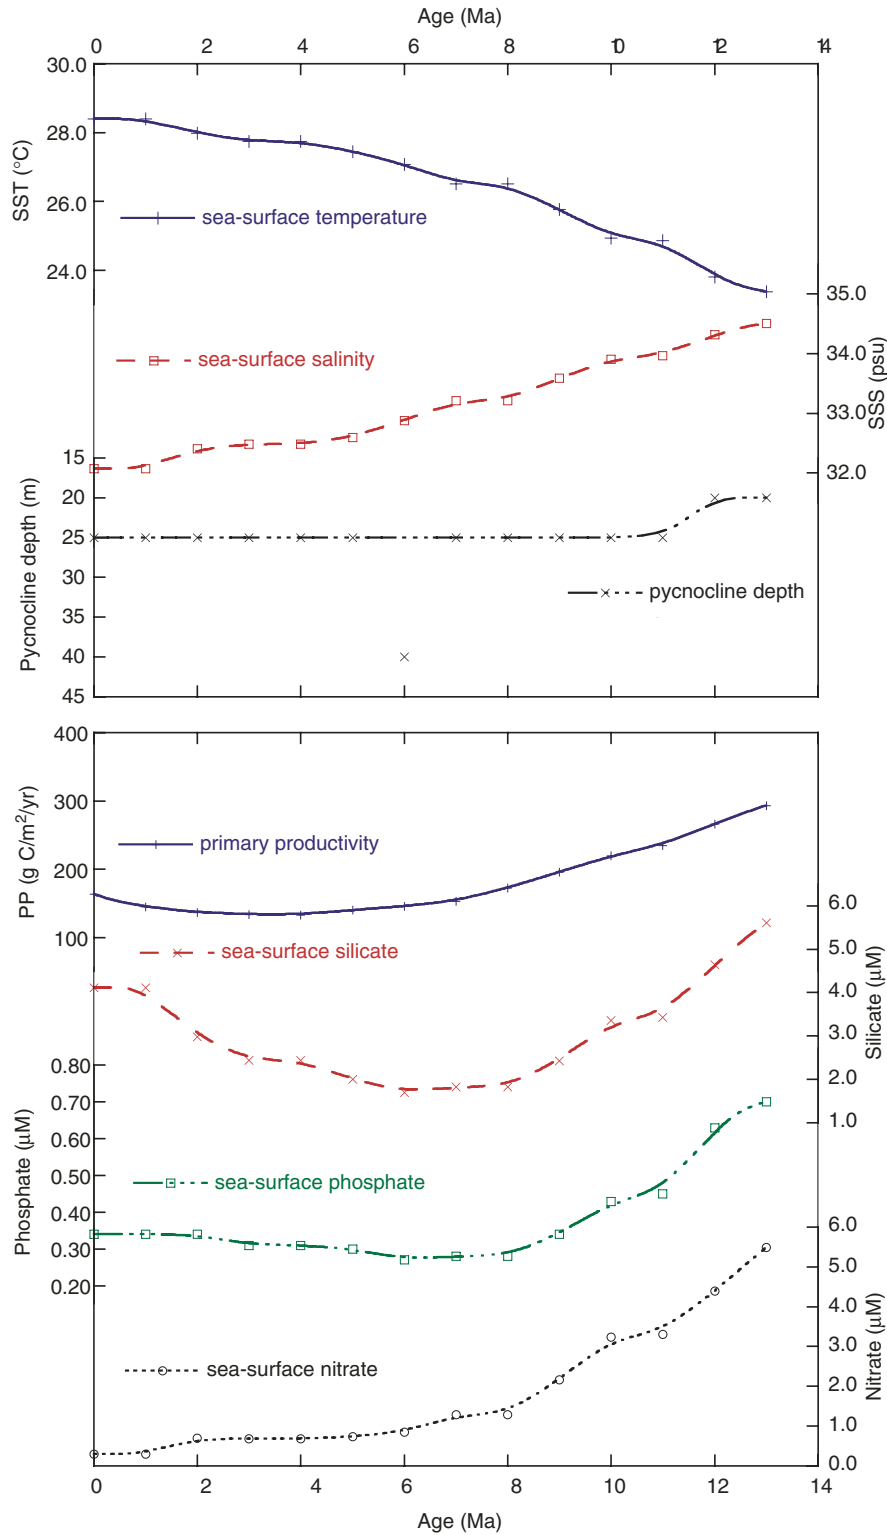 Age (Ma)
0 2 4 6 8 10 12 14
30.0
28.0
26.0
24.0
SST (°C)
sea-surface temperature
35.0
34.0
33.0
32.0
SSS (psu)
sea-surface salinity
15
20
25
30
35
40
45
Pycnocline depth (m)
pycnocline depth
400
300
200
100
PP (g C/m²/yr)
primary productivity
6.0
5.0
4.0
3.0
2.0
1.0
Silicate (μM)
sea-surface silicate
0.80
0.70
0.60
0.50
0.40
0.30
0.20
Phosphate (μM)
sea-surface phosphate
6.0
5.0
4.0
3.0
2.0
1.0
0.0
Nitrate (μM)
sea-surface nitrate
0 2 4 6 8 10 12 14
Age (Ma)